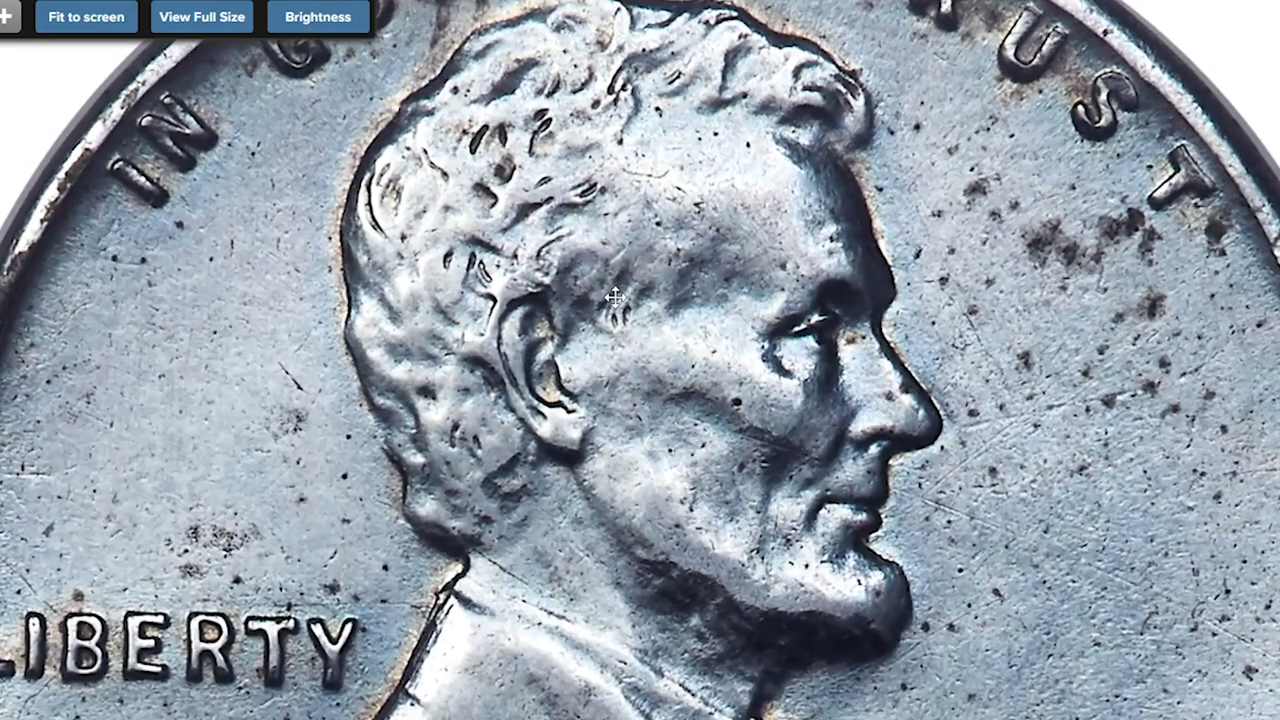 Fit to screen
View Full Size
Brightness
IN G
UST
LIBERTY